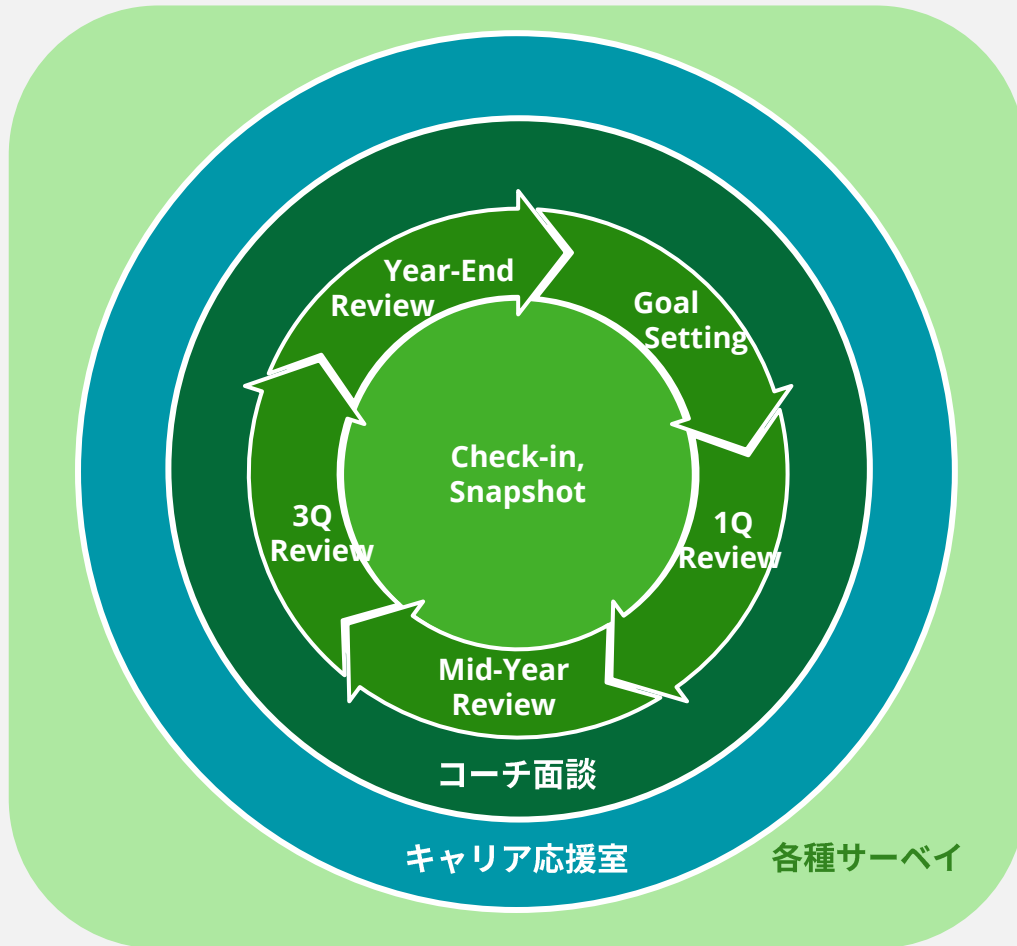 Year-End
Review
Goal
Setting
Check-in,
Snapshot
3Q
Review
1Q
Review
Mid-Year
Review
コーチ面談
キャリア応援室
各種サーベイ